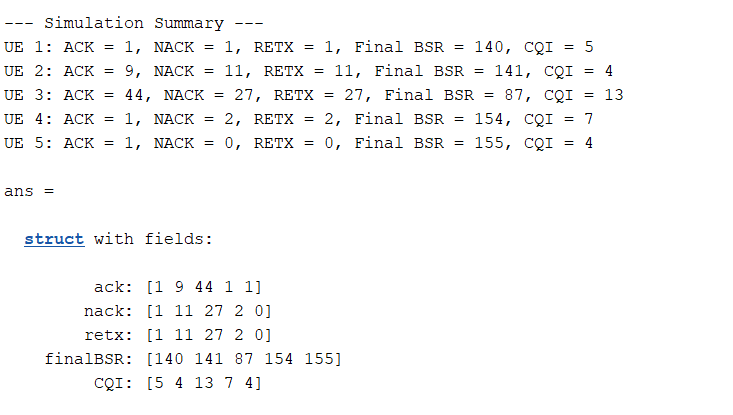 --- Simulation Summary ---
UE 1: ACK = 1, NACK = 1, RETX = 1, Final BSR = 140, CQI = 5
UE 2: ACK = 9, NACK = 11, RETX = 11, Final BSR = 141, CQI = 4
UE 3: ACK = 44, NACK = 27, RETX = 27, Final BSR = 87, CQI = 13
UE 4: ACK = 1, NACK = 2, RETX = 2, Final BSR = 154, CQI = 7
UE 5: ACK = 1, NACK = 0, RETX = 0, Final BSR = 155, CQI = 4
ans =
struct with fields:
ack: [1 9 44 1 1]
nack: [1 11 27 2 0]
retx: [1 11 27 2 0]
finalBSR: [140 141 87 154 155]
CQI: [5 4 13 7 4]